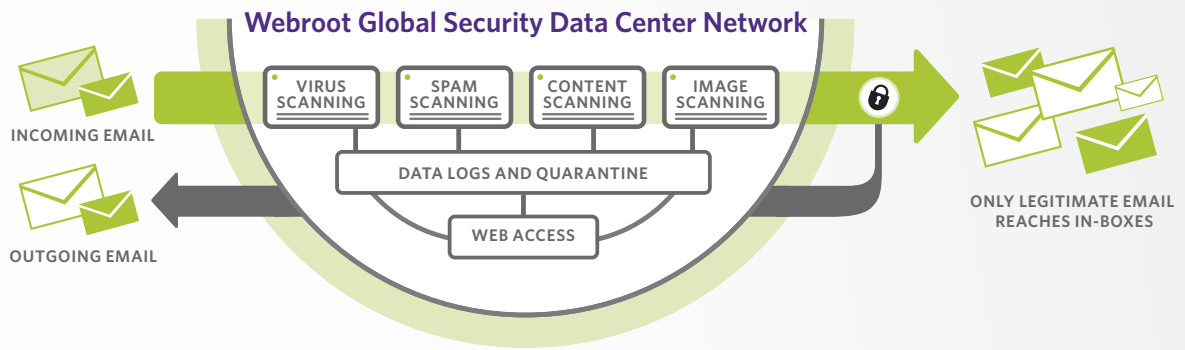 Webroot Global Security Data Center Network
VIRUS
SCANNING
SPAM
SCANNING
CONTENT
SCANNING
IMAGE
SCANNING
INCOMING EMAIL
DATA LOGS AND QUARANTINE
WEB ACCESS
OUTGOING EMAIL
ONLY LEGITIMATE EMAIL
REACHES IN-BOXES